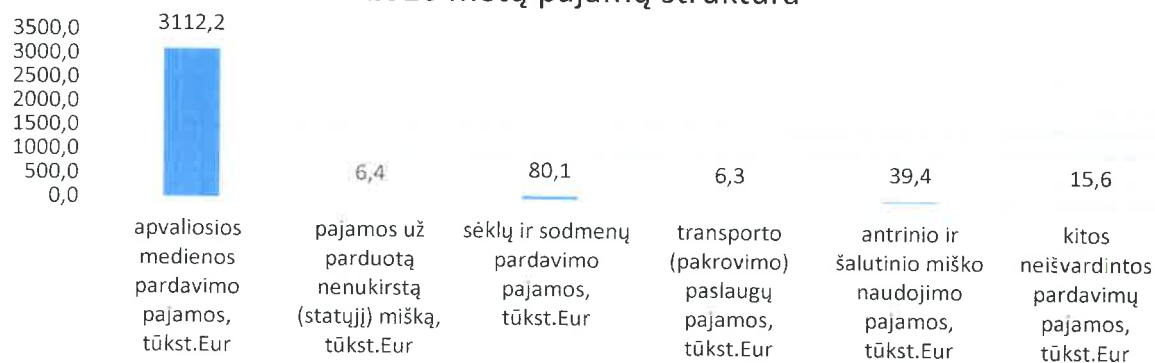 metų pajamų struktūra
3500,0
3000,0
2500,0
2000,0
1500,0
1000,0
500,0
0,0
3112,2
6,4
80,1
6,3
39,4
15,6
apvaliosios
medienos
pardavimo
pajamos,
tūkst.Eur
pajamos už
parduotą
nenukirstą
(statųjį) mišką,
tūkst.Eur
sėklų ir sodmenų
pardavimo
pajamos,
tūkst.Eur
transporto
(pakrovimo)
paslaugų
pajamos,
tūkst.Eur
antrinio ir
šalutinio miško
naudojimo
pajamos,
tūkst.Eur
kitos
neišvardintos
pardavimų
pajamos,
tūkst.Eur